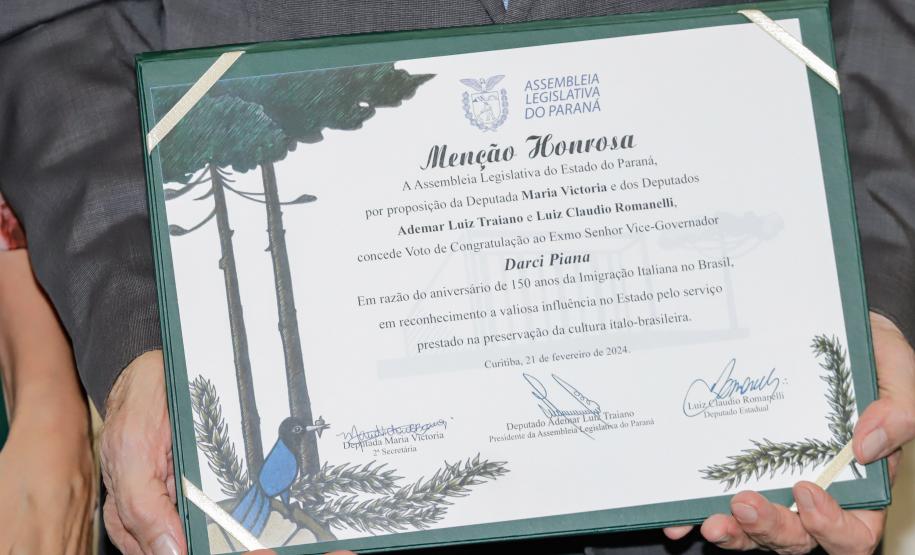 ASSEMBLEIA
LEGISLATIVA
DO PARANÁ
Menção Honrosa
A Assembleia Legislativa do Estado do Paraná,
por proposição da Deputada Maria Victoria e dos Deputados
Ademar Luiz Traiano e Luiz Claudio Romanelli,
concede Voto de Congratulação ao Exmo Senhor Vice-Governador
Darci Piana
Em razão do aniversário de 150 anos da Imigração Italiana no Brasil,
em reconhecimento a valiosa influência no Estado pelo serviço
prestado na preservação da cultura italo-brasileira.
Curitiba, 21 de fevereiro de 2024.
Deputada Maria Victoria
2ª Secretária
Deputado Ademar Luiz Traiano
Presidente da Assembleia Legislativa do Paraná
Luiz Claudio Romanelli
Deputado Estadual